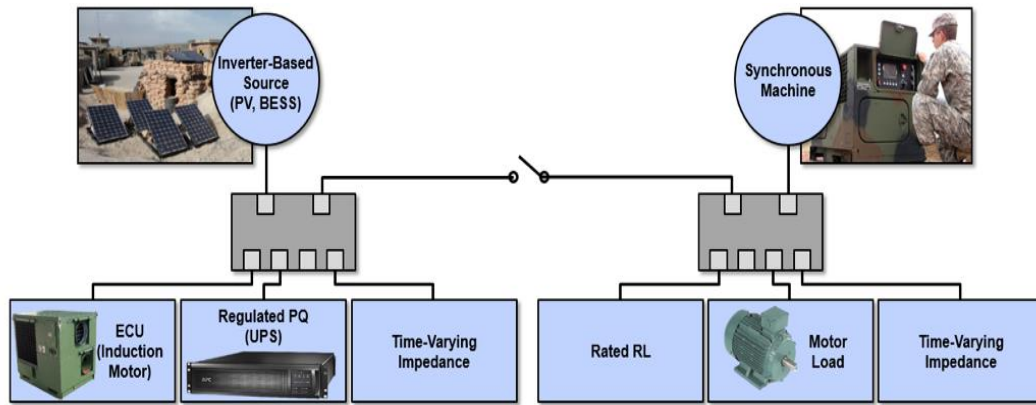 Inverter-Based
Source
(PV, BESS)
Synchronous
Machine
ECU
(Induction
Motor)
Regulated PQ
(UPS)
APC
Time-Varying
Impedance
Rated RL
Motor
Load
Time-Varying
Impedance